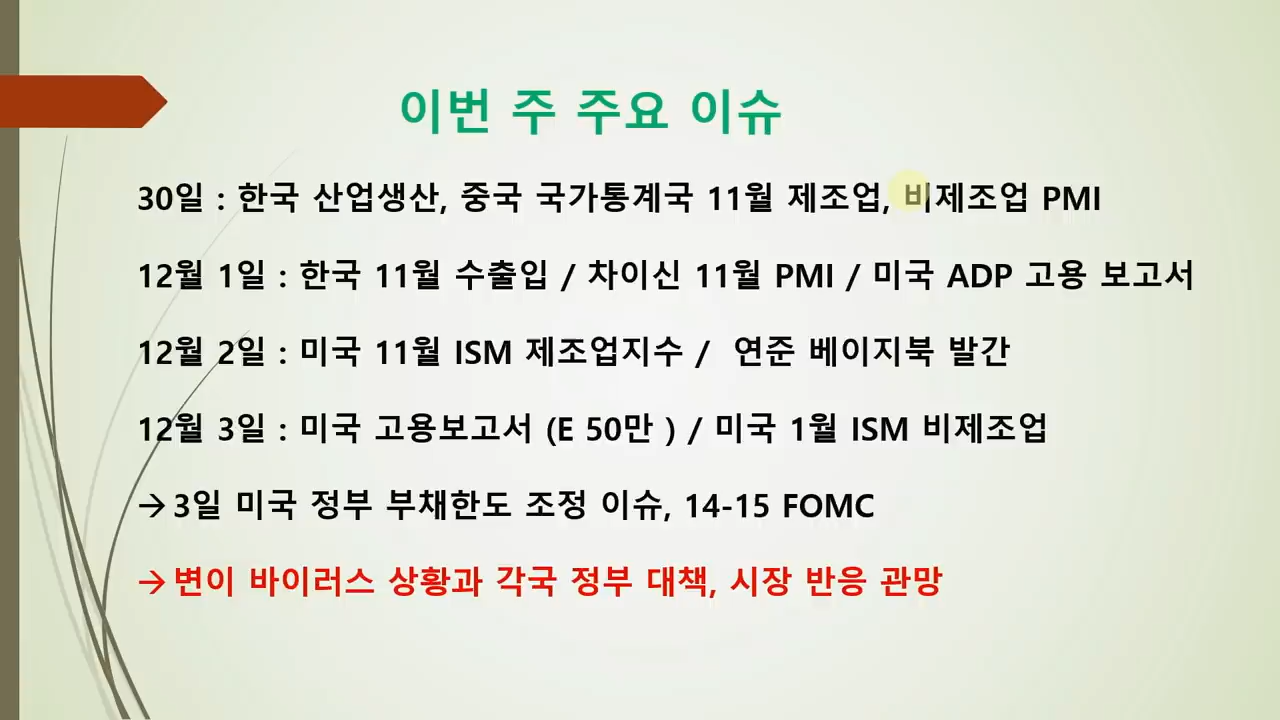 이번 주 주요 이슈
30일 : 한국 산업생산, 중국 국가통계국 11월 제조업, 비제조업 PMI
12월 1일 : 한국 11월 수출입 / 차이신 11월 PMI / 미국 ADP 고용 보고서
12월 2일 : 미국 11월 ISM 제조업지수 / 연준 베이지북 발간
12월 3일 : 미국 고용보고서 (E 50만 ) / 미국 1월 ISM 비제조업
→ 3일 미국 정부 부채한도 조정 이슈, 14-15 FOMC
→ 변이 바이러스 상황과 각국 정부 대책, 시장 반응 관망